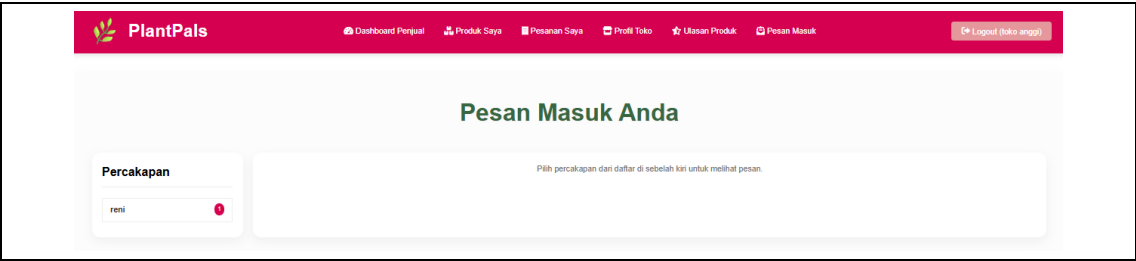 PlantPals
Dashboard Penjual
Produk Saya
Pesanan Saya
Profil Toko
Ulasan Produk
Pesan Masuk
Logout (toko anggi)
Pesan Masuk Anda
Percakapan
reni
1
Pilih percakapan dari daftar di sebelah kiri untuk melihat pesan.